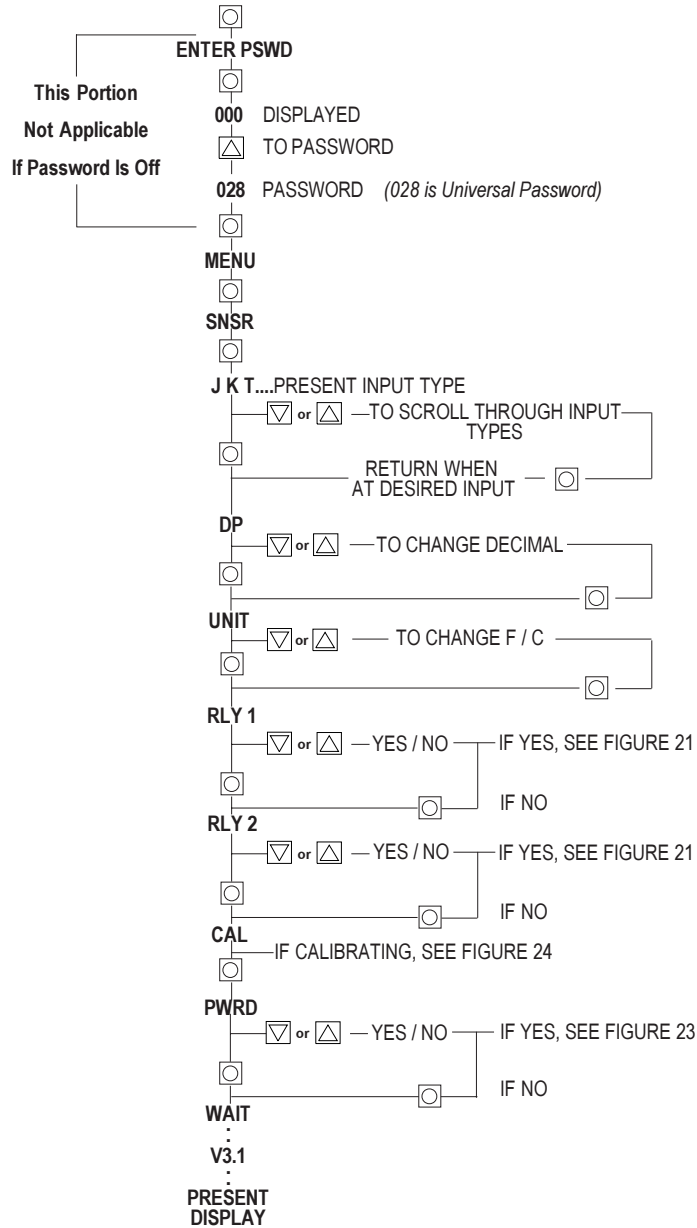 ENTER PSWD
This Portion
Not Applicable
If Password Is Off
000 DISPLAYED
TO PASSWORD
028 PASSWORD (028 is Universal Password)
MENU
SNSR
J K T....PRESENT INPUT TYPE
or TO SCROLL THROUGH INPUT
TYPES
RETURN WHEN
AT DESIRED INPUT
DP
or TO CHANGE DECIMAL
UNIT
or TO CHANGE F / C
RLY 1
or YES / NO IF YES, SEE FIGURE 21
IF NO
RLY 2
or YES / NO IF YES, SEE FIGURE 21
IF NO
CAL
IF CALIBRATING, SEE FIGURE 24
PWRD
or YES / NO IF YES, SEE FIGURE 23
IF NO
WAIT
V3.1
PRESENT
DISPLAY